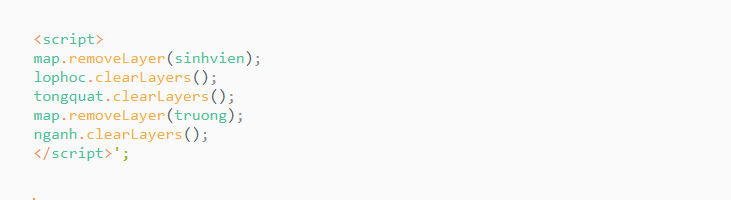 <script>
map.removeLayer(sinhvien);
lophoc.clearLayers();
tongquat.clearLayers();
map.removeLayer(truong);
nganh.clearLayers();
</script>';